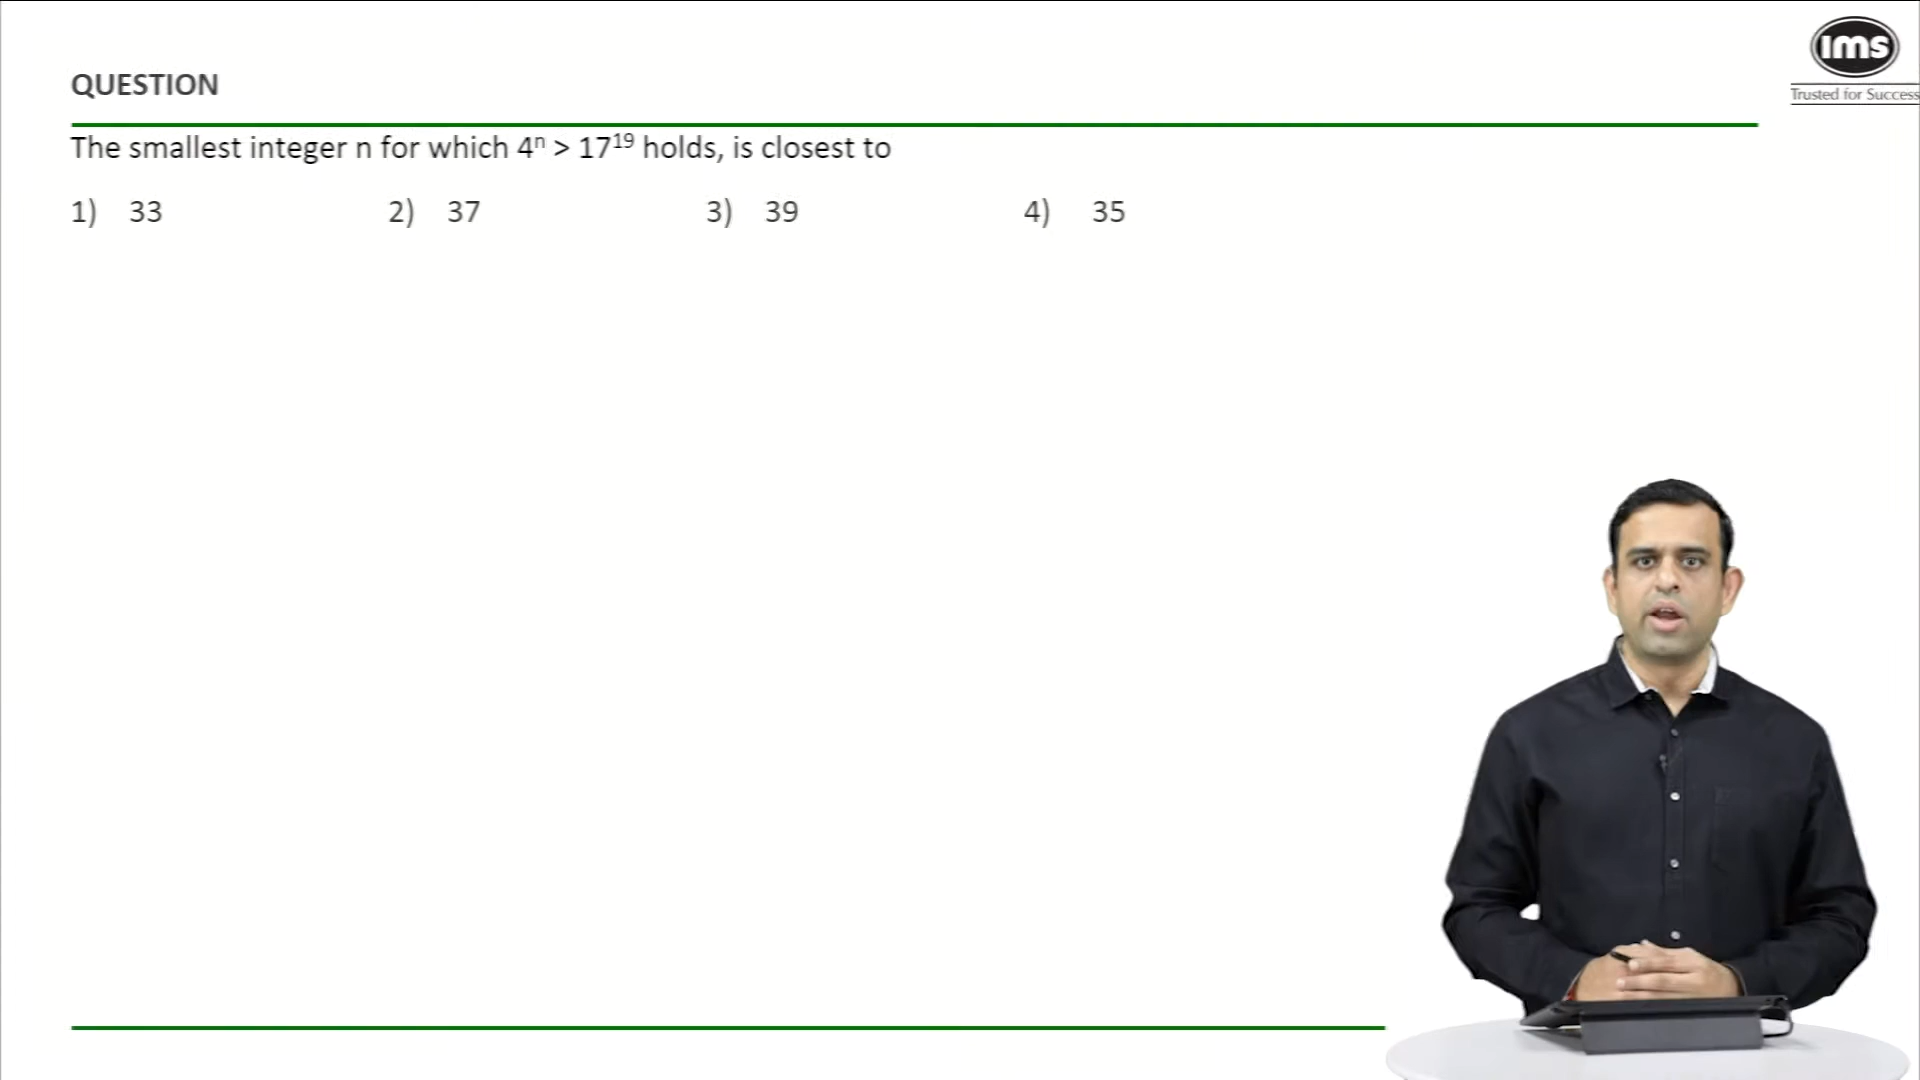 ıms
Trusted for Success
QUESTION
The smallest integer n for which 4ⁿ > 17¹⁹ holds, is closest to
1) 33 2) 37 3) 39 4) 35